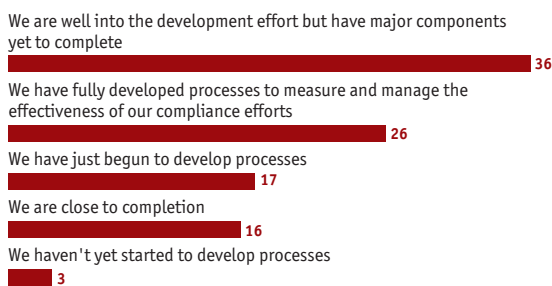 We are well into the development effort but have major components
yet to complete
36
We have fully developed processes to measure and manage the
effectiveness of our compliance efforts
26
We have just begun to develop processes
17
We are close to completion
16
We haven't yet started to develop processes
3